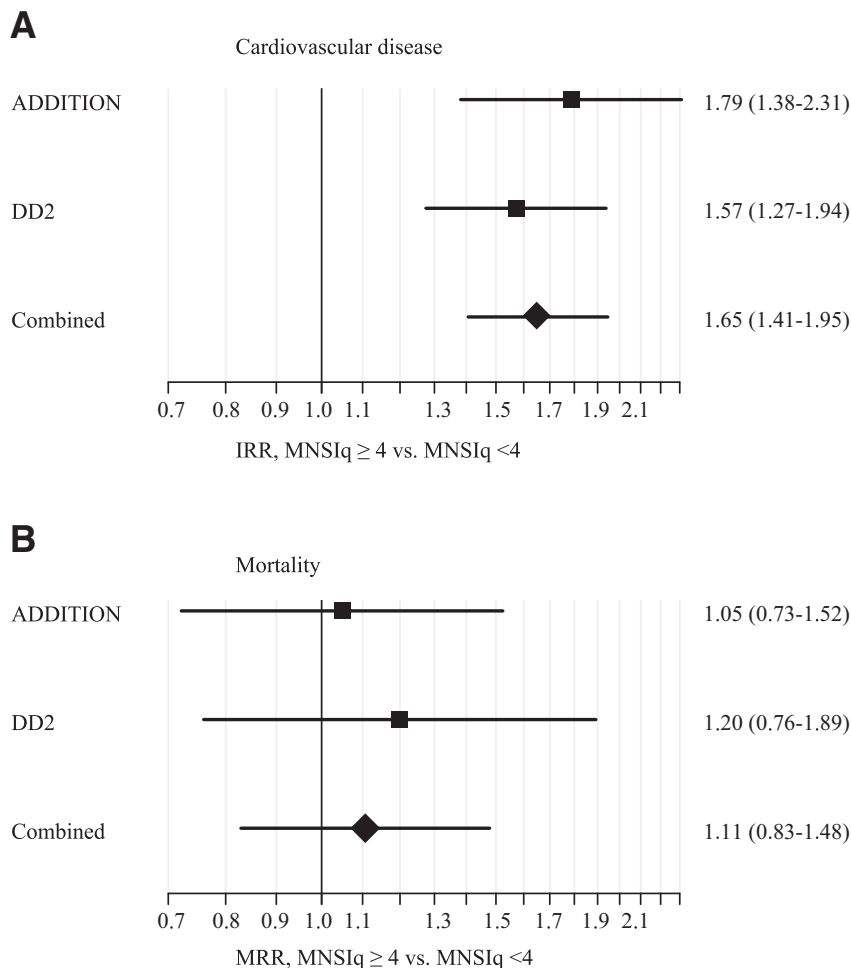 A
Cardiovascular disease
ADDITION 1.79 (1.38-2.31)
DD2 1.57 (1.27-1.94)
Combined 1.65 (1.41-1.95)
0.7 0.8 0.9 1.0 1.1 1.3 1.5 1.7 1.9 2.1
IRR, MNSIq ≥ 4 vs. MNSIq <4
B
Mortality
ADDITION 1.05 (0.73-1.52)
DD2 1.20 (0.76-1.89)
Combined 1.11 (0.83-1.48)
0.7 0.8 0.9 1.0 1.1 1.3 1.5 1.7 1.9 2.1
MRR, MNSIq ≥ 4 vs. MNSIq <4